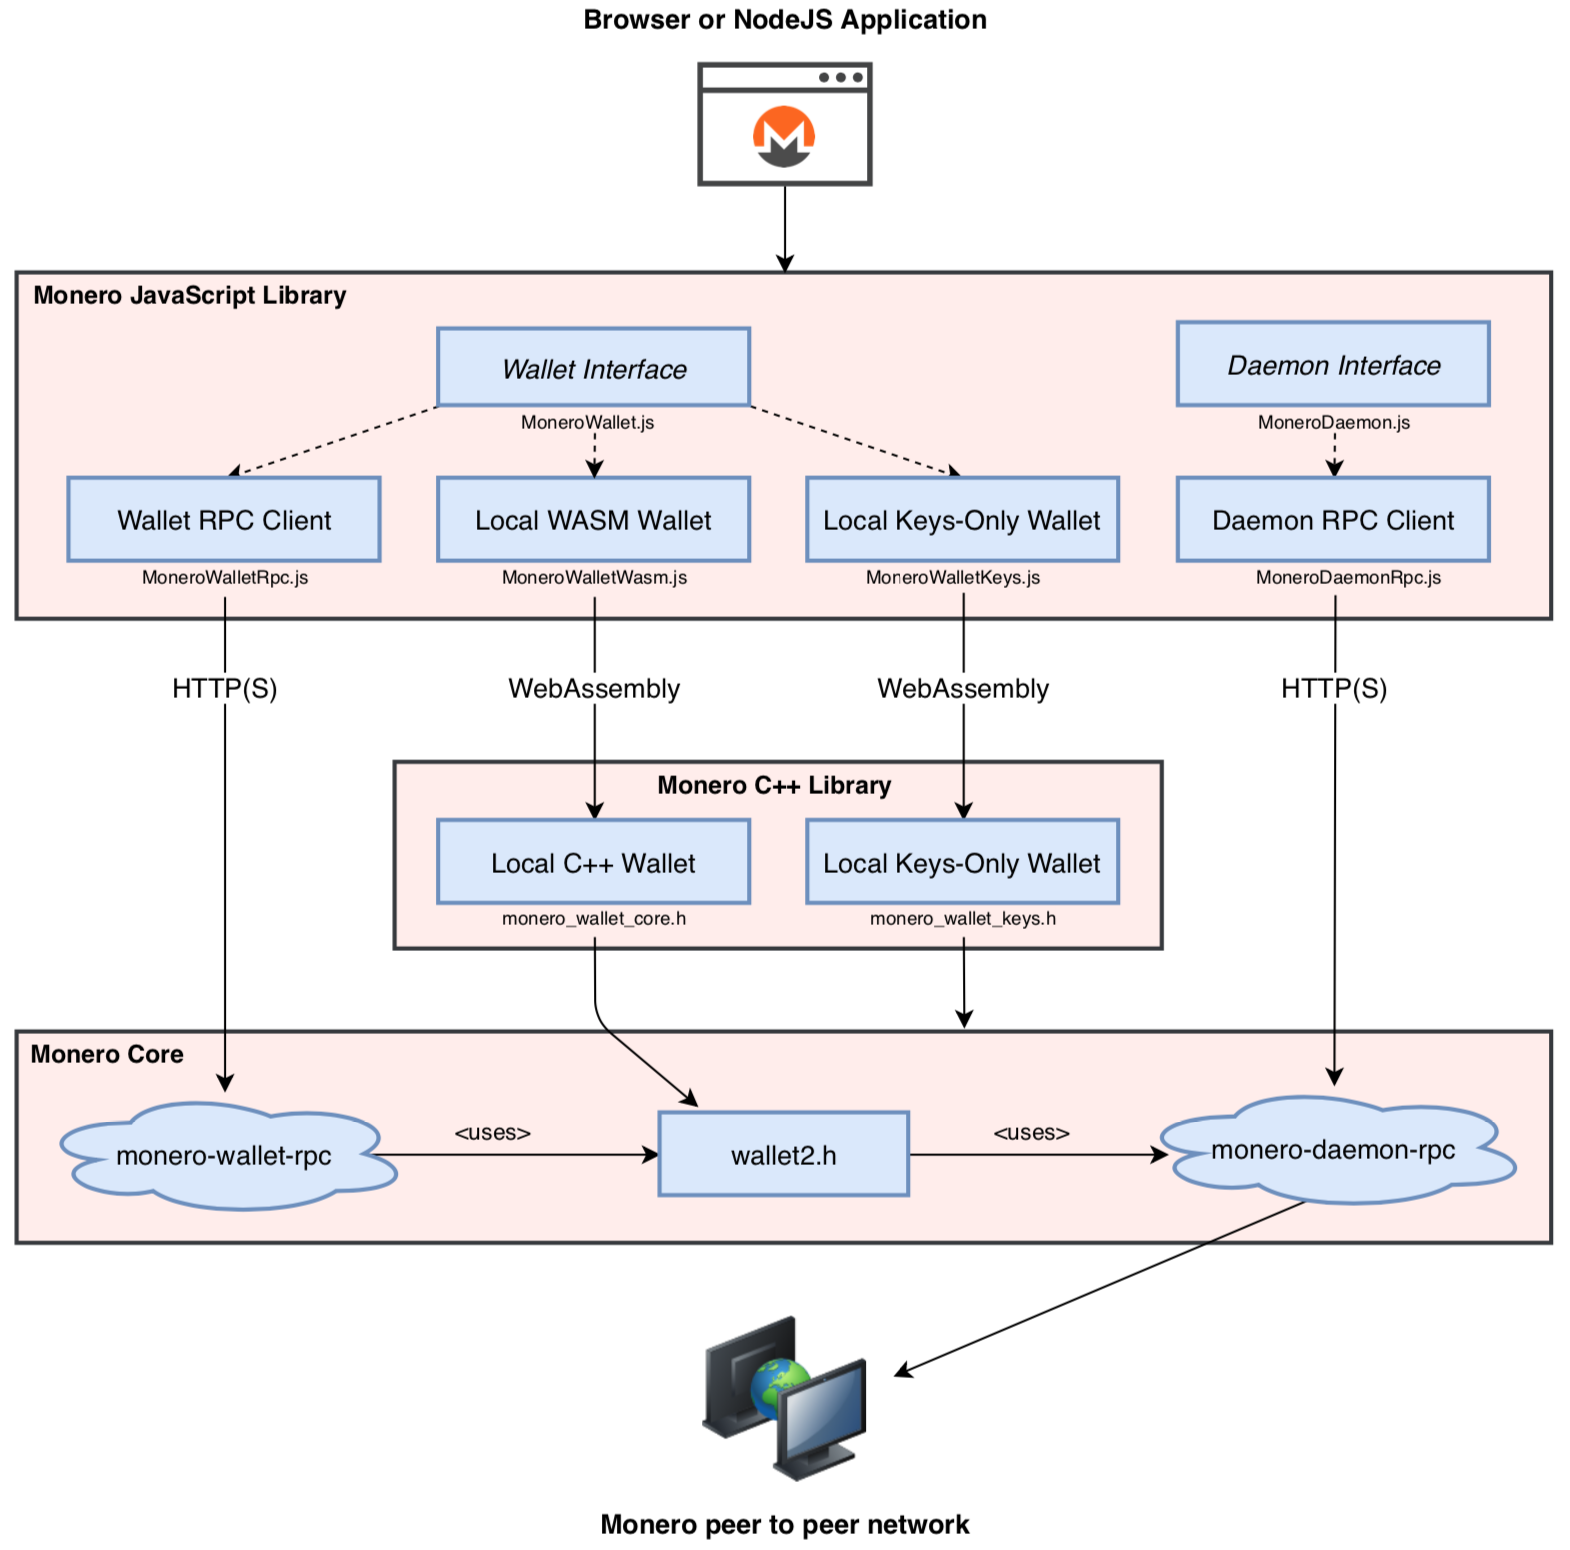 Browser or NodeJS Application
Monero JavaScript Library
Wallet Interface
Daemon Interface
MoneroWallet.js
MoneroDaemon.js
Wallet RPC Client
Local WASM Wallet
Local Keys-Only Wallet
Daemon RPC Client
MoneroWalletRpc.js
MoneroWalletWasm.js
MoneroWalletKeys.js
MoneroDaemonRpc.js
HTTP(S)
WebAssembly
WebAssembly
HTTP(S)
Monero C++ Library
Local C++ Wallet
Local Keys-Only Wallet
monero_wallet_core.h
monero_wallet_keys.h
Monero Core
monero-wallet-rpc
<uses>
wallet2.h
<uses>
monero-daemon-rpc
Monero peer to peer network